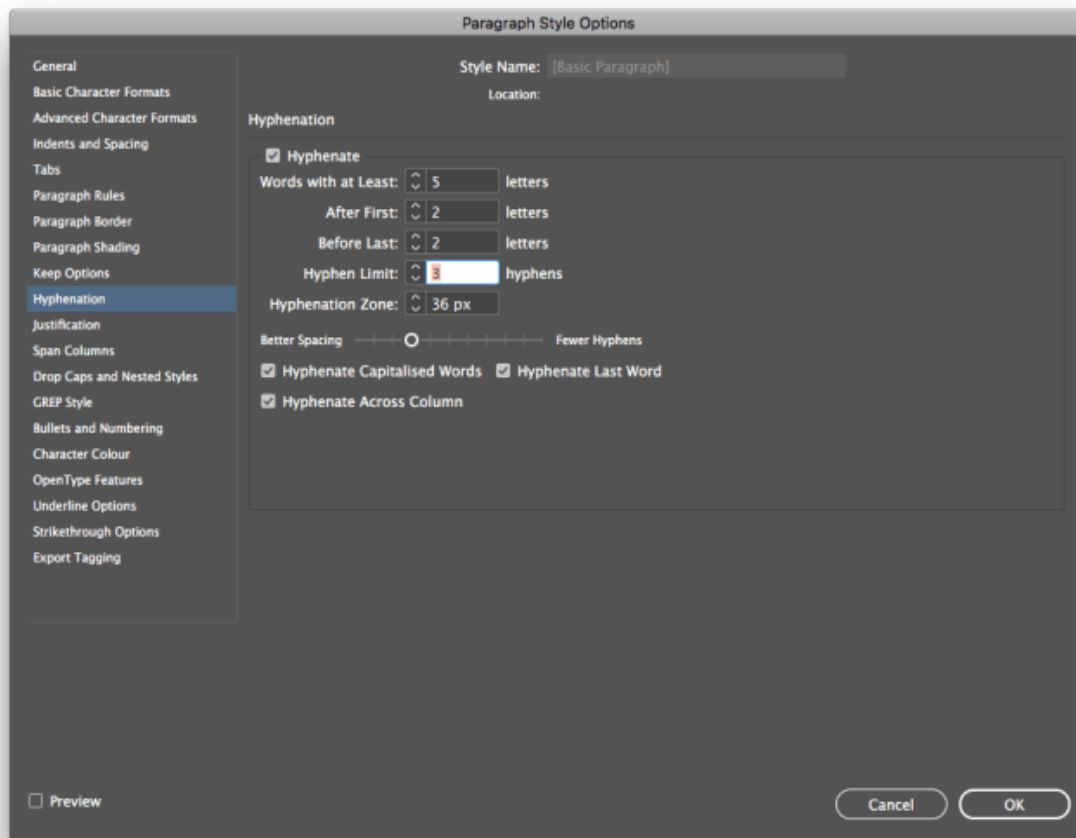 Paragraph Style Options
General
Basic Character Formats
Advanced Character Formats
Indents and Spacing
Tabs
Paragraph Rules
Paragraph Border
Paragraph Shading
Keep Options
Hyphenation
Justification
Span Columns
Drop Caps and Nested Styles
GREP Style
Bullets and Numbering
Character Colour
OpenType Features
Underline Options
Strikethrough Options
Export Tagging
Style Name: [Basic Paragraph]
Location:
Hyphenation
Hyphenate
Words with at Least: 5 letters
After First: 2 letters
Before Last: 2 letters
Hyphen Limit: 3 hyphens
Hyphenation Zone: 36 px
Better Spacing Fewer Hyphens
Hyphenate Capitalised Words Hyphenate Last Word
Hyphenate Across Column
Preview Cancel OK